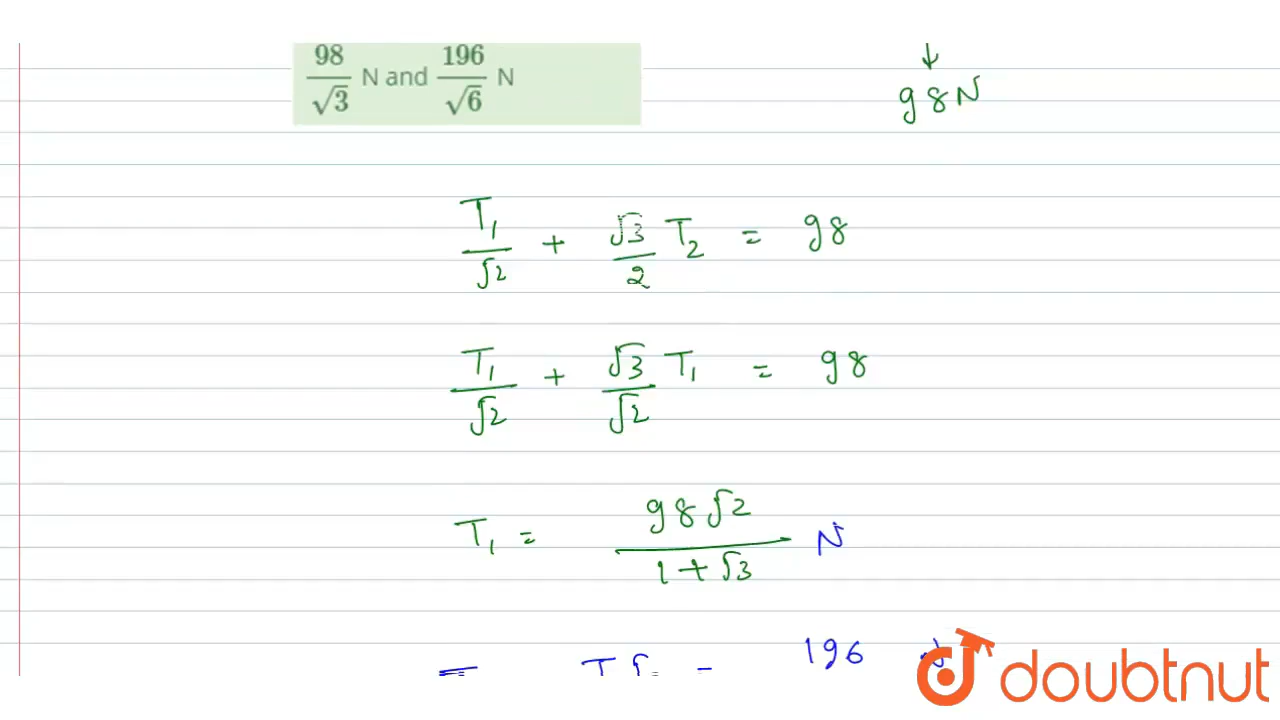 98/√3 N and 196/√6 N
98N
T₁/√2 + √3/2 T₂ = 98
T₁/√2 + √3/√2 T₁ = 98
T₁ = 98√2/(1+√3) N
= 196
doubtnut